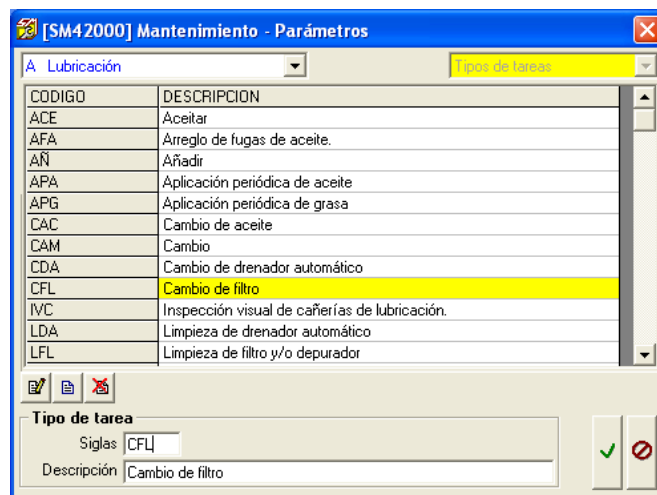 [SM42000] Mantenimiento - Parámetros
A Lubricación Tipos de tareas
CODIGO DESCRIPCION
ACE Aceitar
AFA Arreglo de fugas de aceite.
AÑ Añadir
APA Aplicación periódica de aceite
APG Aplicación periódica de grasa
CAC Cambio de aceite
CAM Cambio
CDA Cambio de drenador automático
CFL Cambio de filtro
IVC Inspección visual de cañerías de lubricación.
LDA Limpieza de drenador automático
LFL Limpieza de filtro y/o depurador
Tipo de tarea
Siglas CFL
Descripción Cambio de filtro